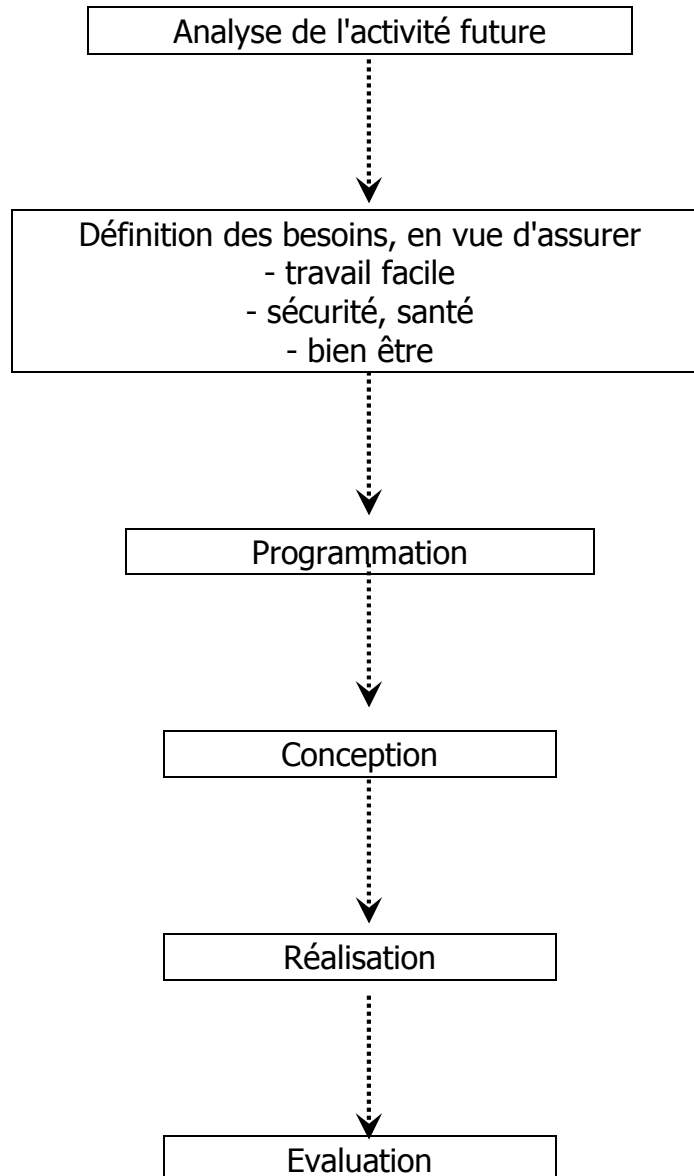 Analyse de l'activité future
Définition des besoins, en vue d'assurer
- travail facile
- sécurité, santé
- bien être
Programmation
Conception
Réalisation
Evaluation